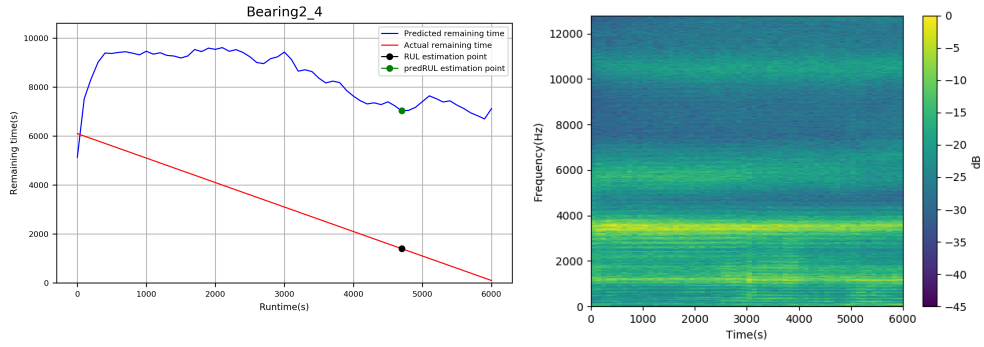 Bearing2_4
Predicted remaining time
Actual remaining time
RUL estimation point
predRUL estimation point
10000
8000
6000
4000
2000
0
Remaining time(s)
0 1000 2000 3000 4000 5000 6000
Runtime(s)
12000
10000
8000
6000
4000
2000
0
Frequency(Hz)
0 1000 2000 3000 4000 5000 6000
Time(s)
0
−5
−10
−15
−20
−25
−30
−35
−40
−45
dB